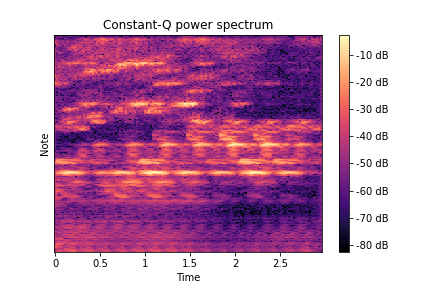 Constant-Q power spectrum
Note
-10 dB
-20 dB
-30 dB
-40 dB
-50 dB
-60 dB
-70 dB
-80 dB
0
0.5
1
1.5
2
2.5
Time